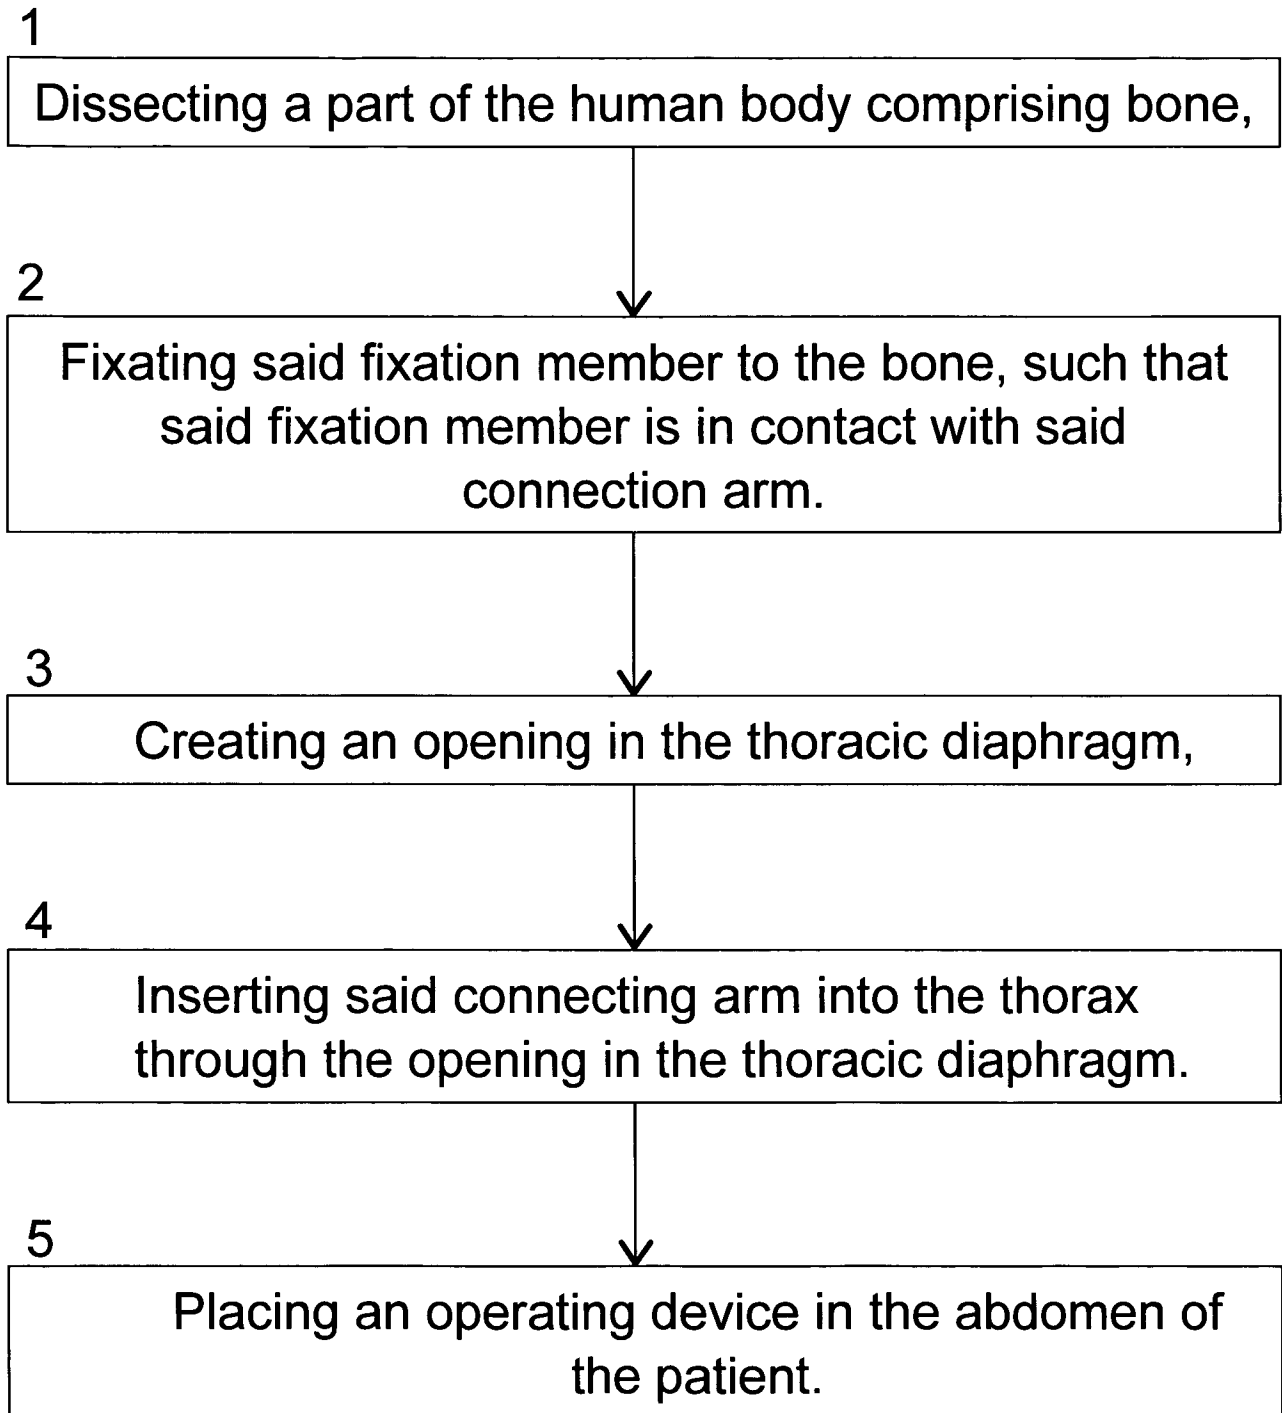 1
Dissecting a part of the human body comprising bone,
2
Fixating said fixation member to the bone, such that
said fixation member is in contact with said
connection arm.
3
Creating an opening in the thoracic diaphragm,
4
Inserting said connecting arm into the thorax
through the opening in the thoracic diaphragm.
5
Placing an operating device in the abdomen of
the patient.